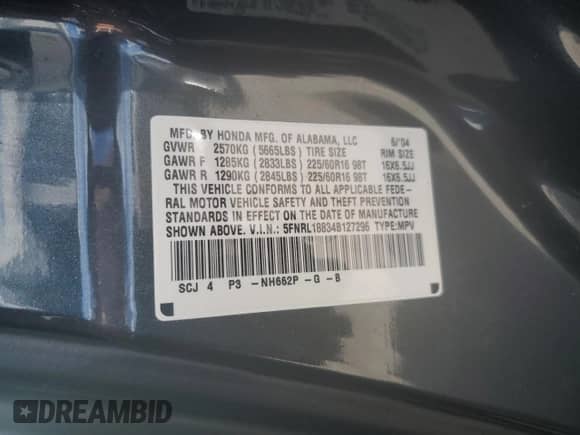 MFD. BY HONDA MFG. OF ALABAMA, LLC 6/'04
GVWR 2570KG (5665LBS) TIRE SIZE RIM SIZE
GAWR F 1285KG (2833LBS) 225/60R16 98T 16X6.5JJ
GAWR R 1290KG (2845LBS) 225/60R16 98T 16X6.5JJ
THIS VEHICLE CONFORMS TO ALL APPLICABLE FEDE-
RAL MOTOR VEHICLE SAFETY AND THEFT PREVENTION
STANDARDS IN EFFECT ON THE DATE OF MANUFACTURE
SHOWN ABOVE. V.I.N.: 5FNRL18834B127296 TYPE:MPV
SCJ 4 P3 -NH662P -G -B
DREAMBID